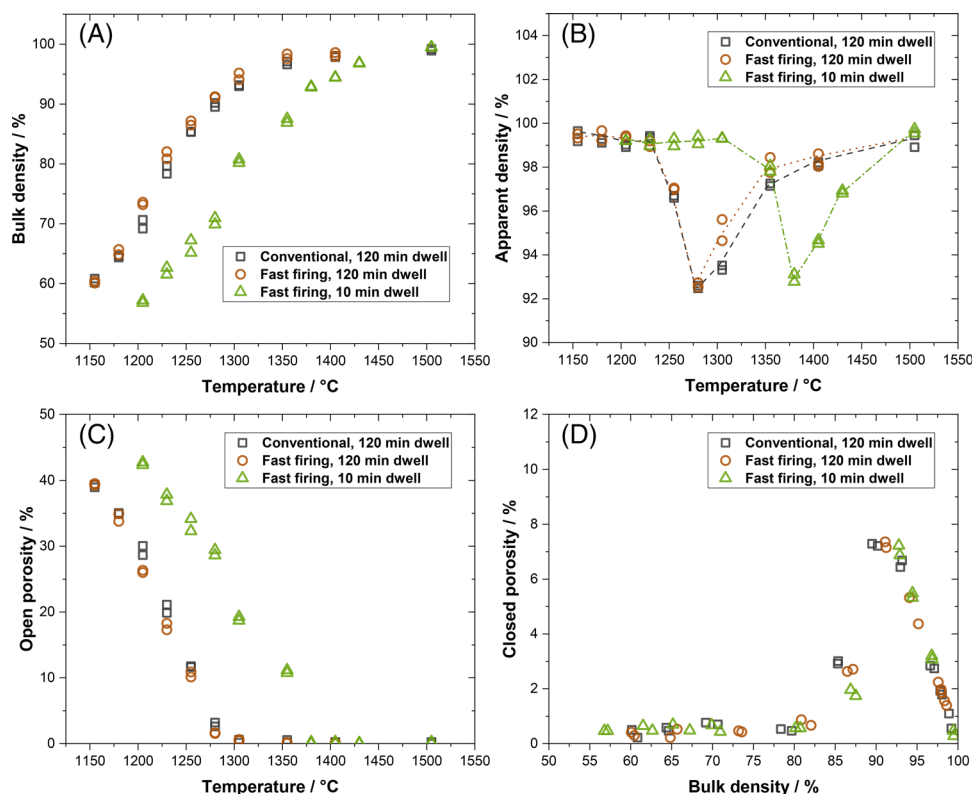 (A)
Bulk density / %
100
90
80
70
60
50
Conventional, 120 min dwell
Fast firing, 120 min dwell
Fast firing, 10 min dwell
1150 1200 1250 1300 1350 1400 1450 1500 1550
Temperature / °C
(B)
Apparent density / %
104
102
100
98
96
94
92
90
Conventional, 120 min dwell
Fast firing, 120 min dwell
Fast firing 10 min dwell
1150 1200 1250 1300 1350 1400 1450 1500 1550
Temperature / °C
(C)
Open porosity / %
50
40
30
20
10
0
Conventional, 120 min dwell
Fast firing, 120 min dwell
Fast firing, 10 min dwell
1150 1200 1250 1300 1350 1400 1450 1500 1550
Temperature / °C
(D)
Closed porosity / %
12
10
8
6
4
2
0
Conventional, 120 min dwell
Fast firing, 120 min dwell
Fast firing, 10 min dwell
50 55 60 65 70 75 80 85 90 95 100
Bulk density / %